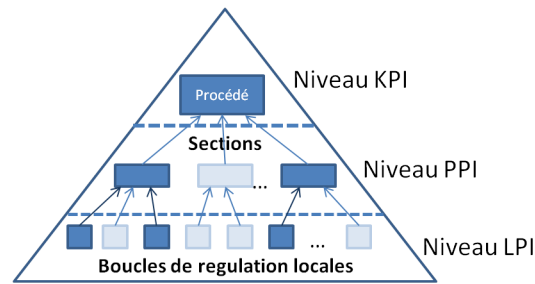 Niveau KPI
Procédé
Sections
Niveau PPI
...
...
Niveau LPI
Boucles de regulation locales